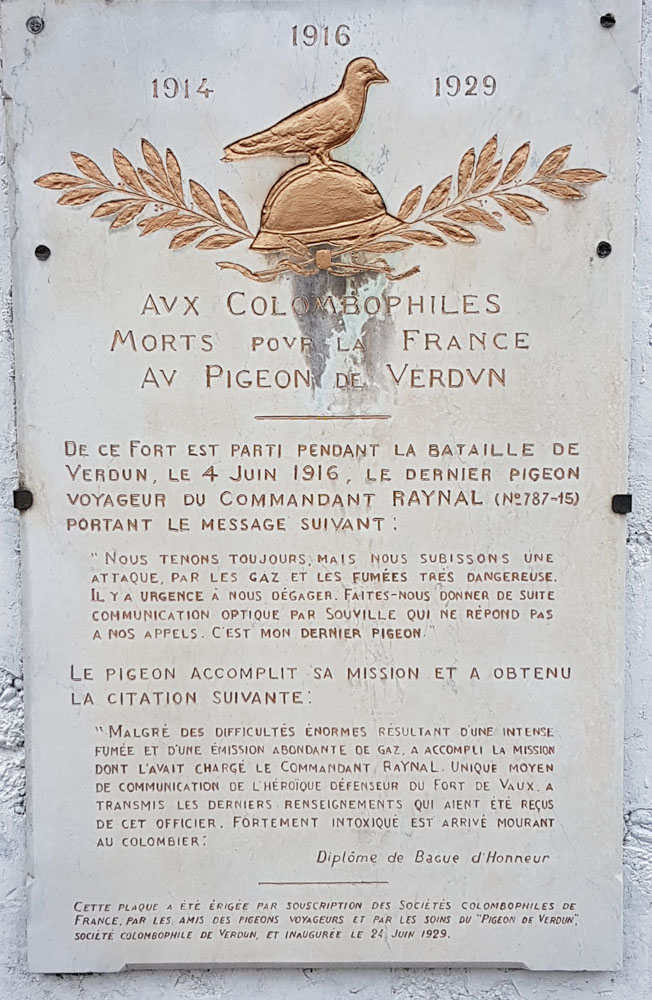 1916
1914
1929
AVX COLOMBOPHILES
MORTS POVR LA FRANCE
AV PIGEON DE VERDVN
DE CE FORT EST PARTI PENDANT LA BATAILLE DE
VERDUN, LE 4 JUIN 1916, LE DERNIER PIGEON
VOYAGEUR DU COMMANDANT RAYNAL (No 787-15)
PORTANT LE MESSAGE SUIVANT:
"NOUS TENONS TOUJOURS, MAIS NOUS SUBISSONS UNE
ATTAQUE, PAR LES GAZ ET LES FUMÉES TRÈS DANGEREUSE.
IL Y A URGENCE À NOUS DÉGAGER. FAITES-NOUS DONNER DE SUITE
COMMUNICATION OPTIQUE PAR SOUVILLE QUI NE RÉPOND PAS
A NOS APPELS. C'EST MON DERNIER PIGEON."
LE PIGEON ACCOMPLIT SA MISSION ET A OBTENU
LA CITATION SUIVANTE:
"MALGRÉ DES DIFFICULTÉS ÉNORMES RÉSULTANT D'UNE INTENSE
FUMÉE ET D'UNE ÉMISSION ABONDANTE DE GAZ, A ACCOMPLI LA MISSION
DONT L'AVAIT CHARGÉ LE COMMANDANT RAYNAL. UNIQUE MOYEN
DE COMMUNICATION DE L'HÉROÏQUE DÉFENSEUR DU FORT DE VAUX, A
TRANSMIS LES DERNIERS RENSEIGNEMENTS QUI AIENT ÉTÉ REÇUS
DE CET OFFICIER. FORTEMENT INTOXIQUÉ EST ARRIVÉ MOURANT
AU COLOMBIER."
Diplôme de Bague d'Honneur
CETTE PLAQUE A ÉTÉ ÉRIGÉE PAR SOUSCRIPTION DES SOCIÉTÉS COLOMBOPHILES DE
FRANCE, PAR LES AMIS DES PIGEONS VOYAGEURS ET PAR LES SOINS DU "PIGEON DE VERDUN",
SOCIÉTÉ COLOMBOPHILE DE VERDUN, ET INAUGURÉE LE 24 JUIN 1929.